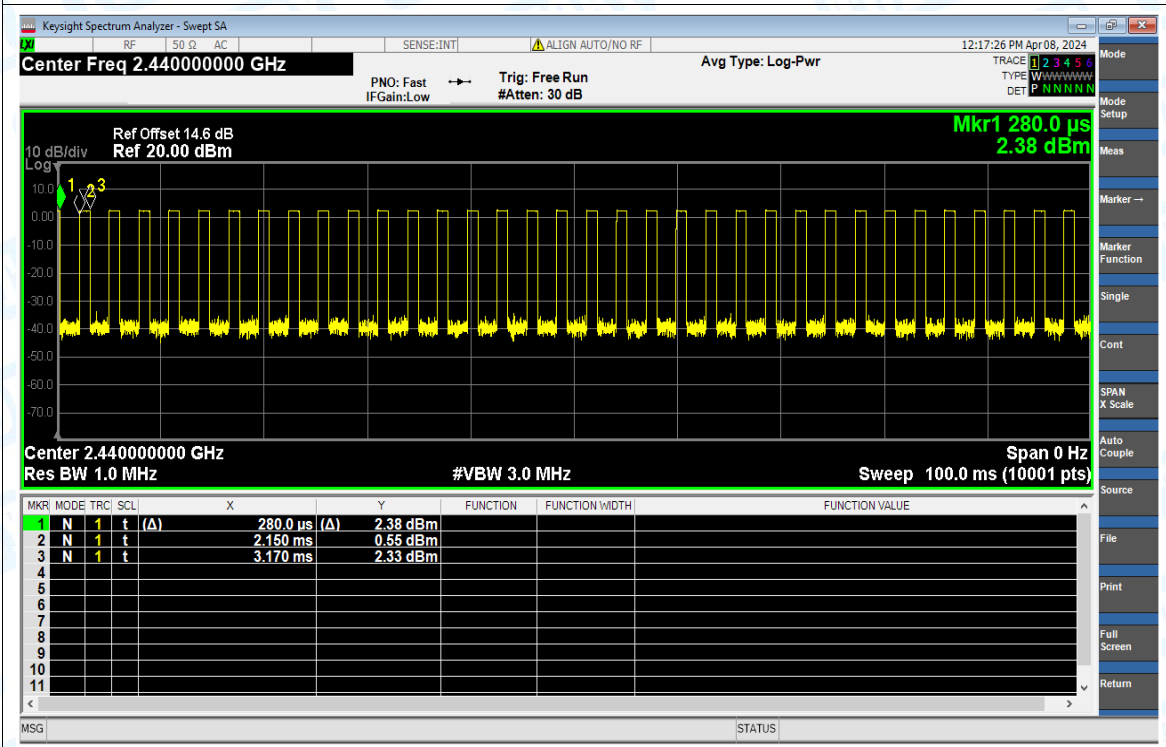 Keysight Spectrum Analyzer - Swept SA
LXI RF 50 Ω AC SENSE:INT ALIGN AUTO/NO RF 12:17:26 PM Apr 08, 2024
Center Freq 2.440000000 GHz
PNO: Fast
IFGain:Low
Trig: Free Run
#Atten: 30 dB
Avg Type: Log-Pwr
TRACE 1 2 3 4 5 6
TYPE WWWWWWW
DET P N N N N N
Ref Offset 14.6 dB
10 dB/div Ref 20.00 dBm
Log
Mkr1 280.0 µs
2.38 dBm
10.0
0.00
-10.0
-20.0
-30.0
-40.0
-50.0
-60.0
-70.0
1 2 3
Center 2.440000000 GHz Span 0 Hz
Res BW 1.0 MHz #VBW 3.0 MHz Sweep 100.0 ms (10001 pts)
MKR MODE TRC SCL X Y FUNCTION FUNCTION WIDTH FUNCTION VALUE
1 N 1 t (Δ) 280.0 µs (Δ) 2.38 dBm
2 N 1 t 2.150 ms 0.55 dBm
3 N 1 t 3.170 ms 2.33 dBm
4
5
6
7
8
9
10
11
MSG STATUS
Mode
Mode
Setup
Meas
Marker →
Marker
Function
Single
Cont
SPAN
X Scale
Auto
Couple
Source
File
Print
Full
Screen
Return